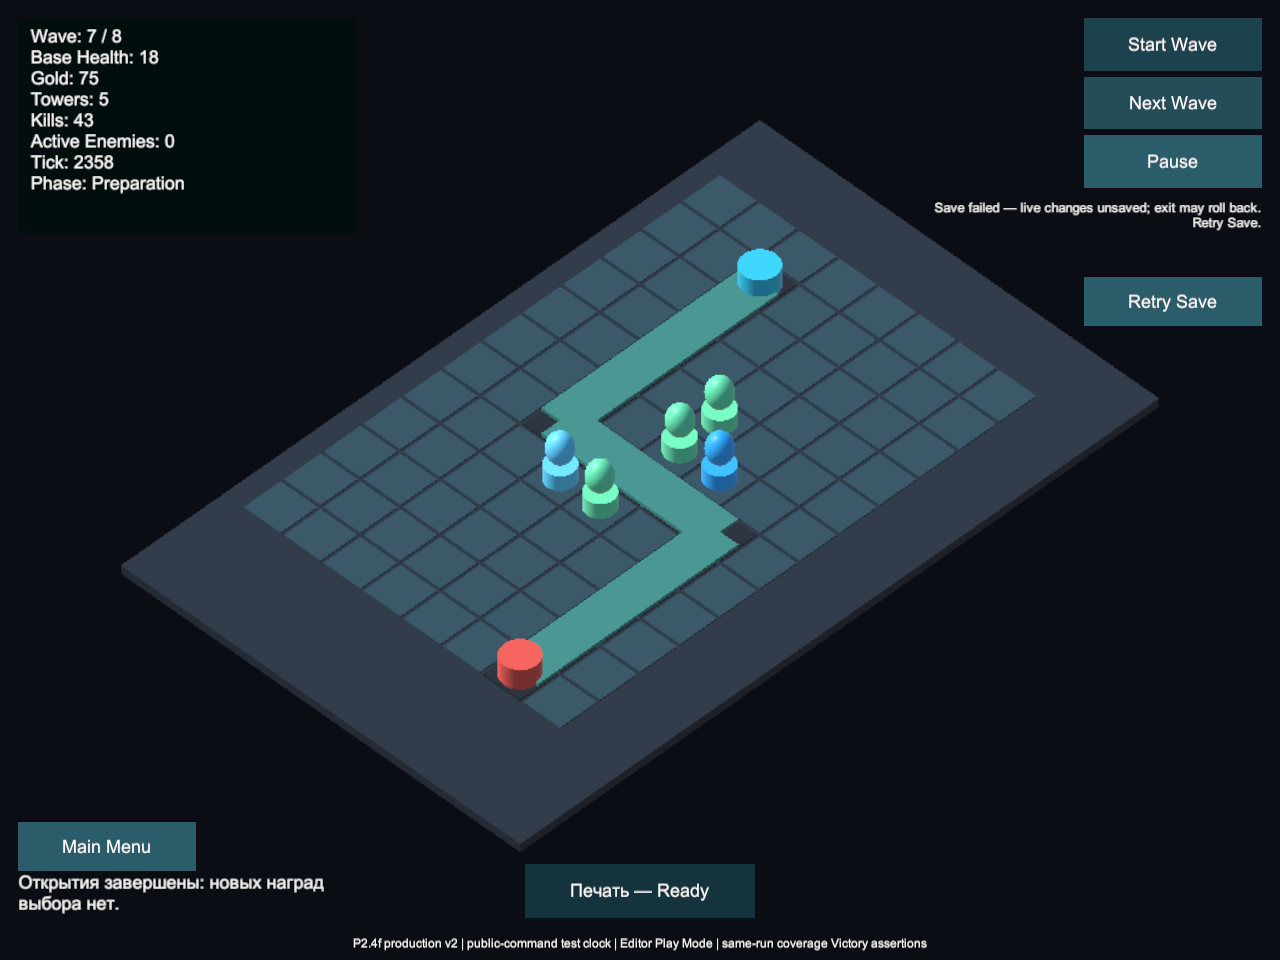 Wave: 7 / 8
Base Health: 18
Gold: 75
Towers: 5
Kills: 43
Active Enemies: 0
Tick: 2358
Phase: Preparation
Start Wave
Next Wave
Pause
Save failed — live changes unsaved; exit may roll back.
Retry Save.
Retry Save
Main Menu
Открытия завершены: новых наград
выбора нет.
Печать — Ready
P2.4f production v2 | public-command test clock | Editor Play Mode | same-run coverage Victory assertions